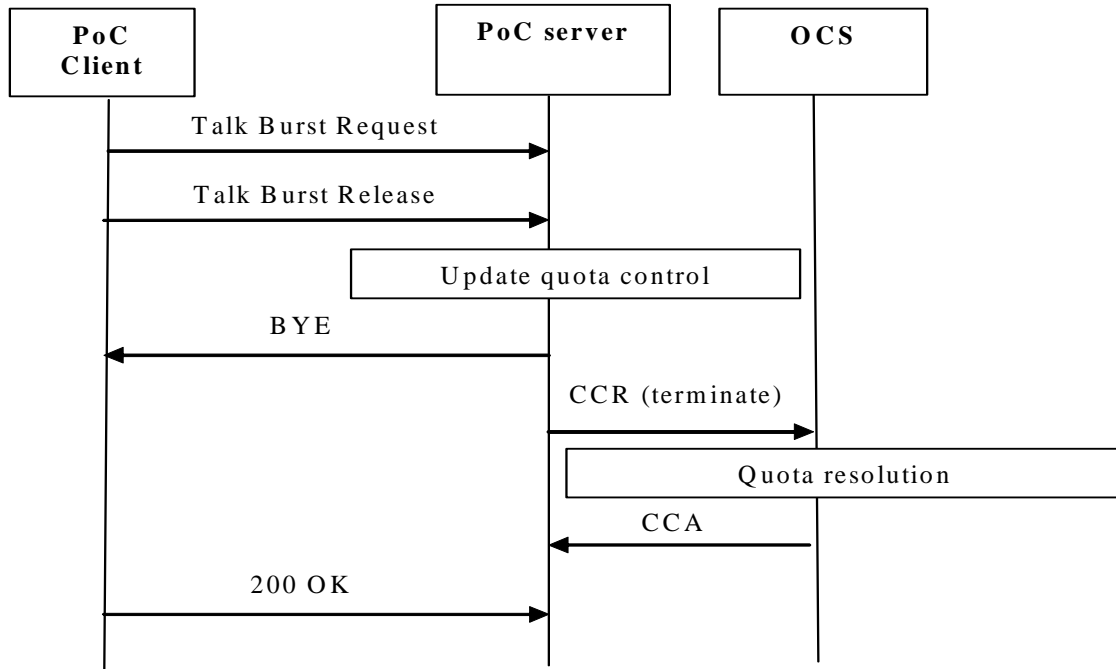 PoC
Client
PoC server
OCS
Talk Burst Request
Talk Burst Release
Update quota control
BYE
CCR (terminate)
Quota resolution
CCA
200 OK